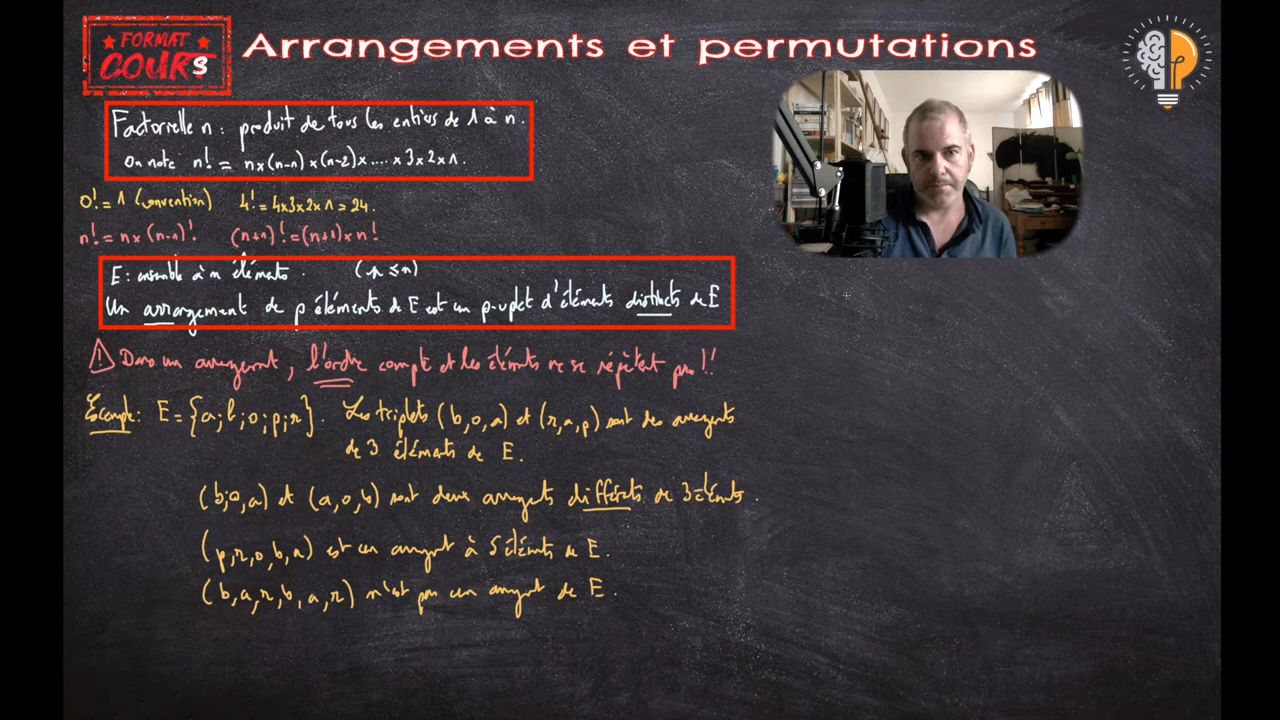 FORMAT
COURS
Arrangements et permutations
Factorielle n : produit de tous les entiers de 1 à n.
On note n! = n×(n-1)×(n-2)×....×3×2×1.
0! = 1 (convention) 4! = 4×3×2×1 = 24.
n! = n×(n-1)! (n+1)! = (n+1)×n!
E : ensemble à n éléments. (p ≤ n)
Un arrangement de p éléments de E est un p-uplet d'éléments distincts de E
! Dans un arrangement, l'ordre compte et les éléments ne se répètent pas !!
Exemple : E = {a; b; o; p; r}. Les triplets (b,o,a) et (r,a,p) sont des arrangements
de 3 éléments de E.
(b,o,a) et (a,o,b) sont deux arrangements différents de 3 éléments.
(p,r,o,b,a) est un arrangement à 5 éléments de E.
(b,a,r,b,a,r) n'est pas un arrangement de E.